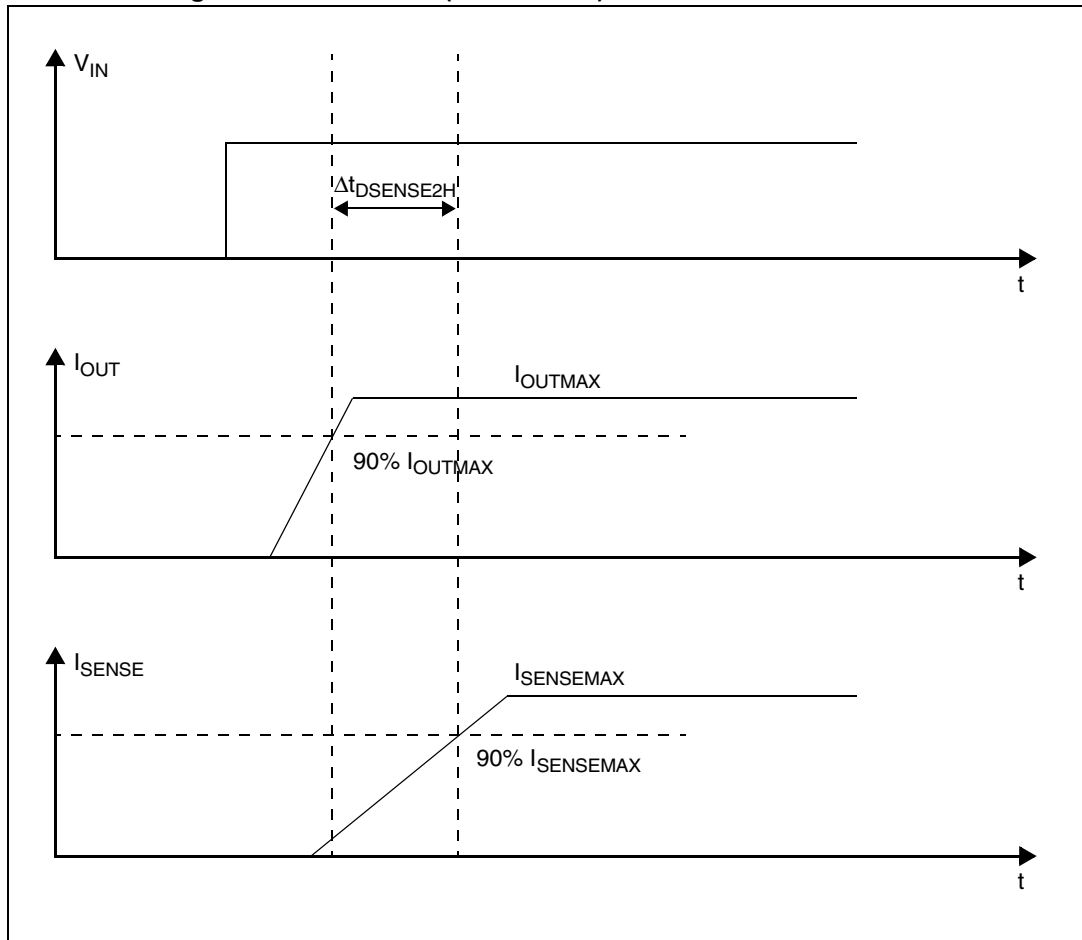 V_IN
Δt_DSENSE2H
t
I_OUT
I_OUTMAX
90% I_OUTMAX
t
I_SENSE
I_SENSEMAX
90% I_SENSEMAX
t